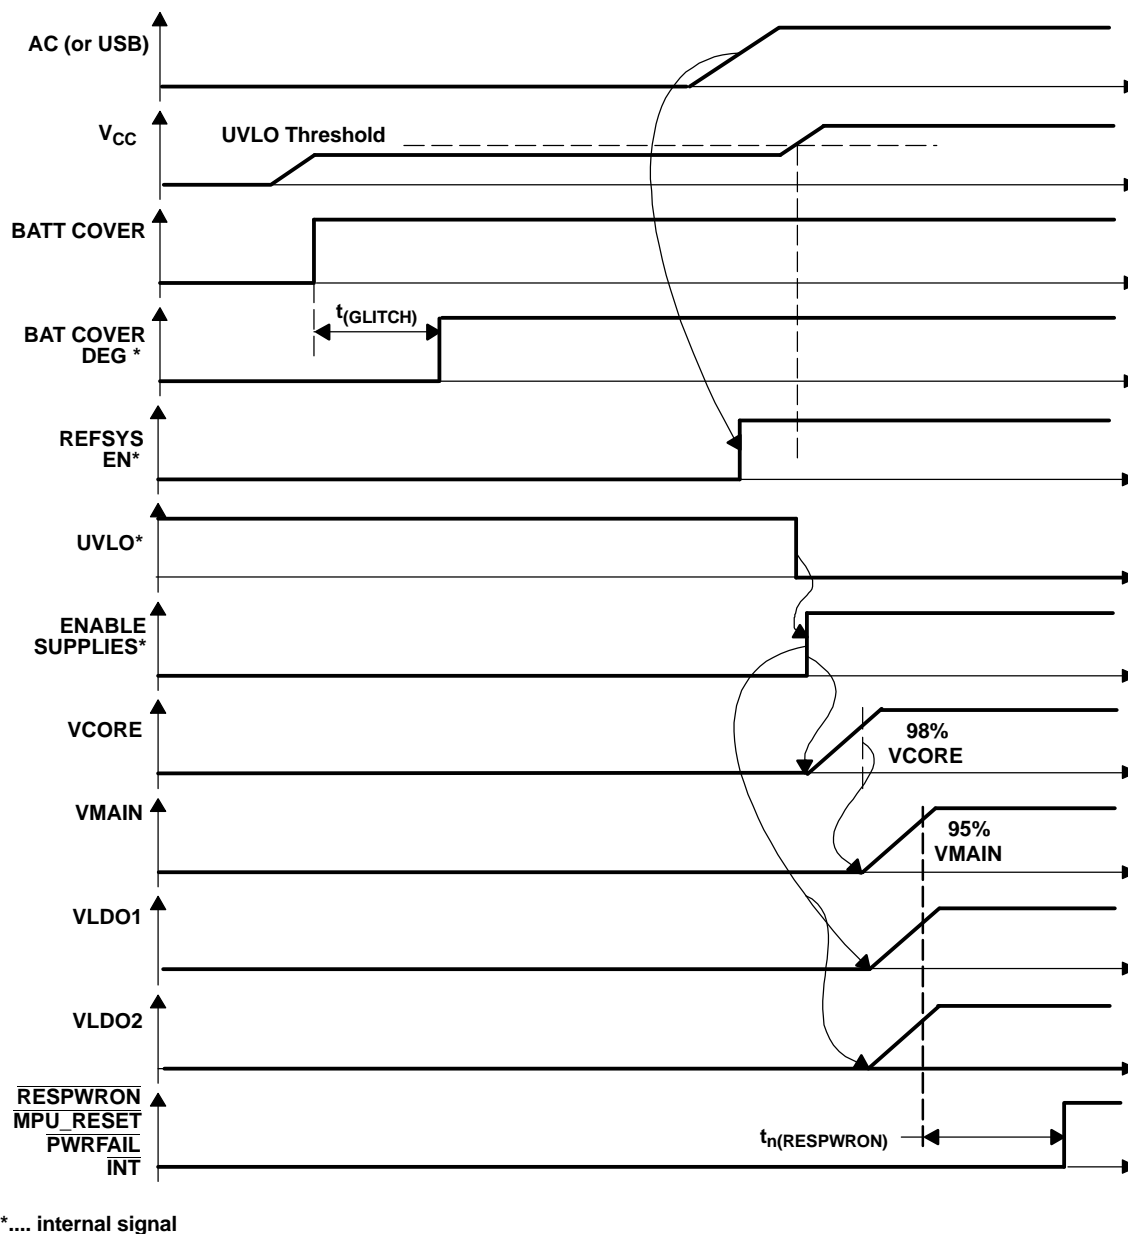 AC (or USB)
VCC
UVLO Threshold
BATT COVER
t(GLITCH)
BAT COVER
DEG *
REFSYS
EN*
UVLO*
ENABLE
SUPPLIES*
VCORE
98%
VCORE
VMAIN
95%
VMAIN
VLDO1
VLDO2
RESPWRON
MPU_RESET
PWRFAIL
INT
tn(RESPWRON)
*.... internal signal